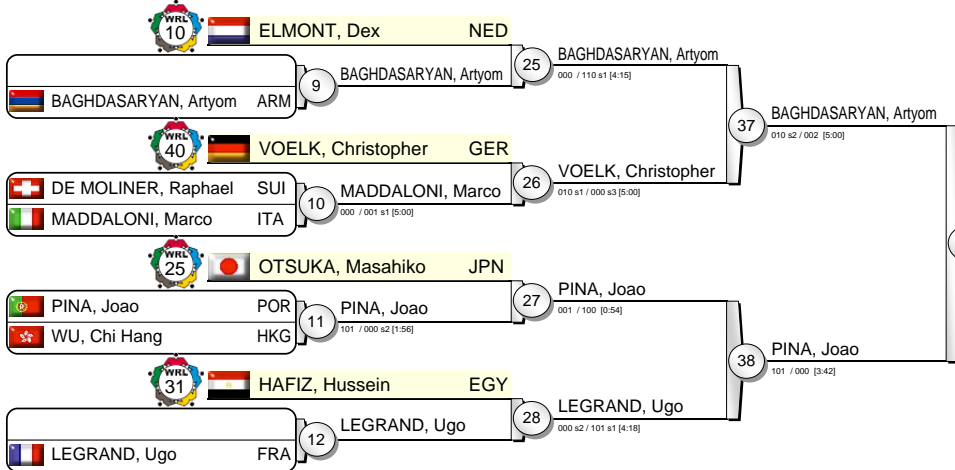 WRL
10
ELMONT, Dex NED
BAGHDASARYAN, Artyom ARM
9
BAGHDASARYAN, Artyom
25
BAGHDASARYAN, Artyom
000 / 110 s1 [4:15]
WRL
40
VOELK, Christopher GER
DE MOLINER, Raphael SUI
MADDALONI, Marco ITA
10
MADDALONI, Marco
000 / 001 s1 [5:00]
26
VOELK, Christopher
010 s1 / 000 s3 [5:00]
37
BAGHDASARYAN, Artyom
010 s2 / 002 [5:00]
WRL
25
OTSUKA, Masahiko JPN
PINA, Joao POR
WU, Chi Hang HKG
11
PINA, Joao
101 / 000 s2 [1:56]
27
PINA, Joao
001 / 100 [0:54]
WRL
31
HAFIZ, Hussein EGY
LEGRAND, Ugo FRA
12
LEGRAND, Ugo
28
LEGRAND, Ugo
000 s2 / 101 s1 [4:18]
38
PINA, Joao
101 / 000 [3:42]